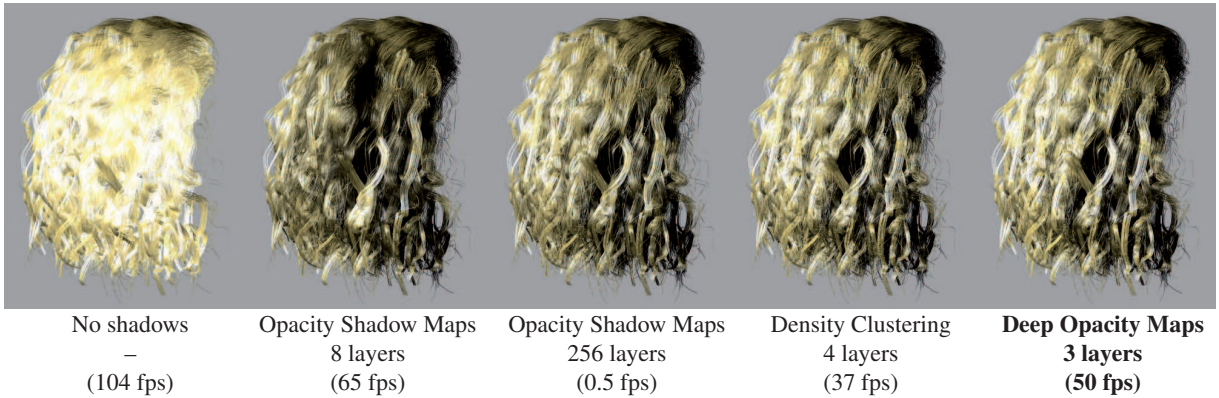 No shadows
–
(104 fps)
Opacity Shadow Maps
8 layers
(65 fps)
Opacity Shadow Maps
256 layers
(0.5 fps)
Density Clustering
4 layers
(37 fps)
Deep Opacity Maps
3 layers
(50 fps)